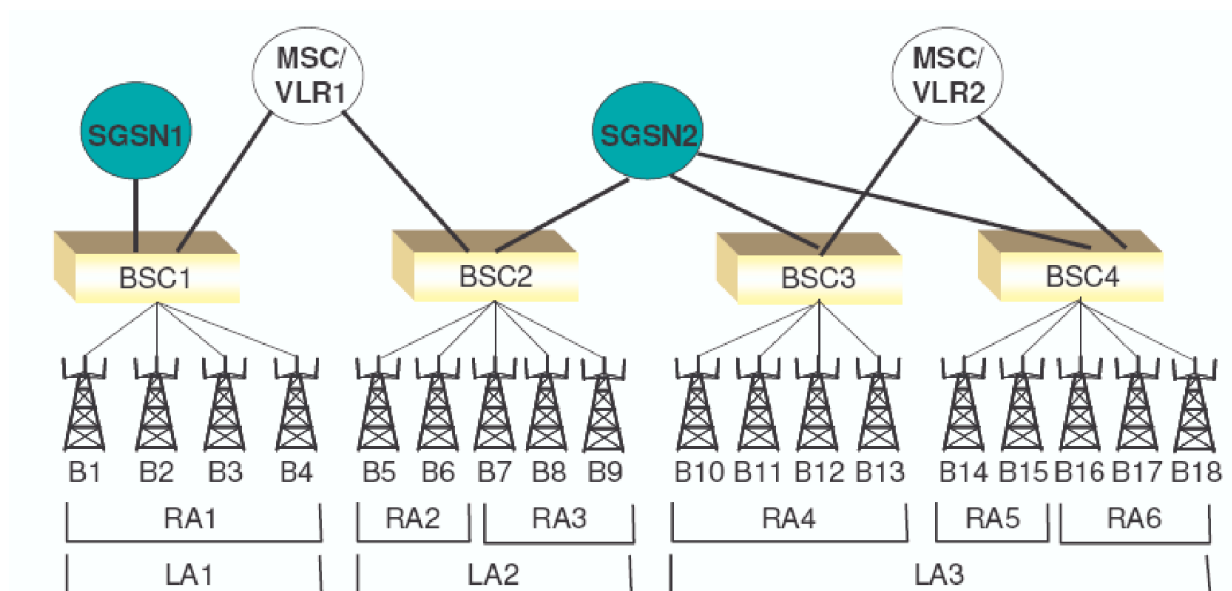 MSC/
VLR1
MSC/
VLR2
SGSN1
SGSN2
BSC1
BSC2
BSC3
BSC4
B1 B2 B3 B4 B5 B6 B7 B8 B9 B10 B11 B12 B13 B14 B15 B16 B17 B18
RA1 RA2 RA3 RA4 RA5 RA6
LA1 LA2 LA3